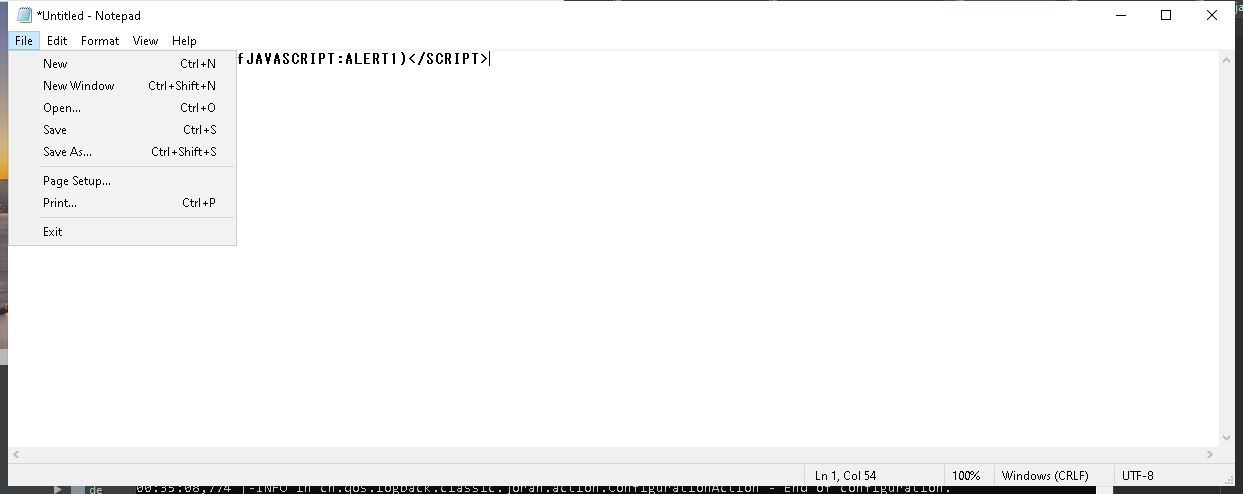 *Untitled - Notepad
File Edit Format View Help
fJAVASCRIPT:ALERT1)</SCRIPT>
New Ctrl+N
New Window Ctrl+Shift+N
Open... Ctrl+O
Save Ctrl+S
Save As... Ctrl+Shift+S
Page Setup... 
Print... Ctrl+P
Exit
Ln 1, Col 54 100% Windows (CRLF) UTF-8
de 00:35:08,774 |-INFO in ch.qos.logback.classic.joran.action.ConfigurationAction - End of configuration.